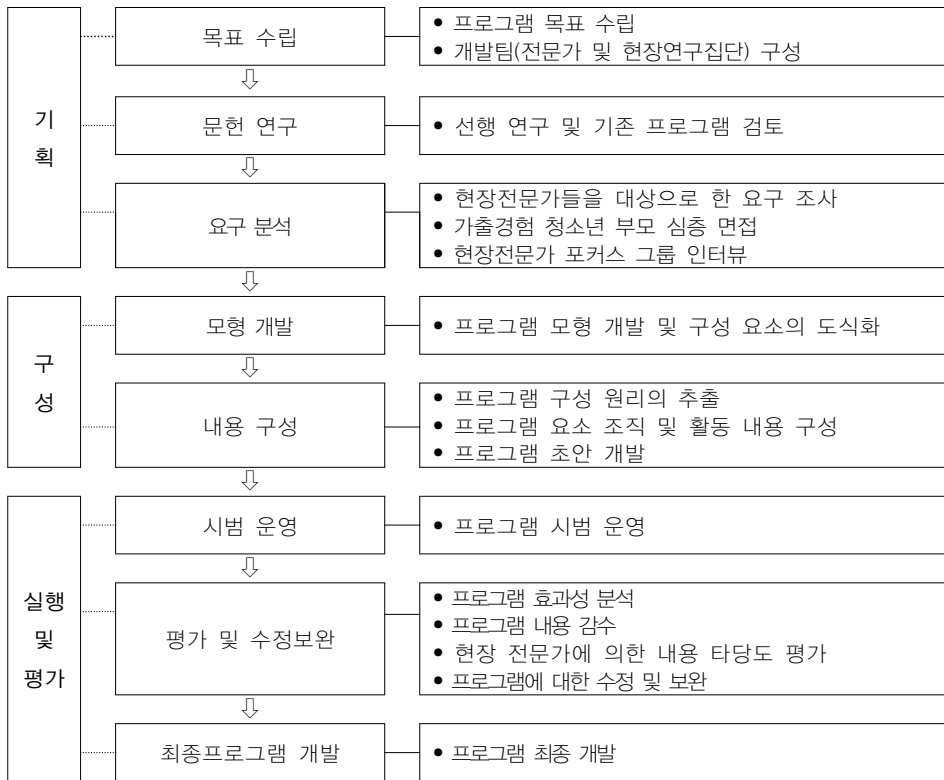 기
획
목표 수립
• 프로그램 목표 수립
• 개발팀(전문가 및 현장연구집단) 구성
문헌 연구
• 선행 연구 및 기존 프로그램 검토
요구 분석
• 현장전문가들을 대상으로 한 요구 조사
• 가출경험 청소년 부모 심층 면접
• 현장전문가 포커스 그룹 인터뷰
구
성
모형 개발
• 프로그램 모형 개발 및 구성 요소의 도식화
내용 구성
• 프로그램 구성 원리의 추출
• 프로그램 요소 조직 및 활동 내용 구성
• 프로그램 초안 개발
실행
및
평가
시범 운영
• 프로그램 시범 운영
평가 및 수정보완
• 프로그램 효과성 분석
• 프로그램 내용 감수
• 현장 전문가에 의한 내용 타당도 평가
• 프로그램에 대한 수정 및 보완
최종프로그램 개발
• 프로그램 최종 개발